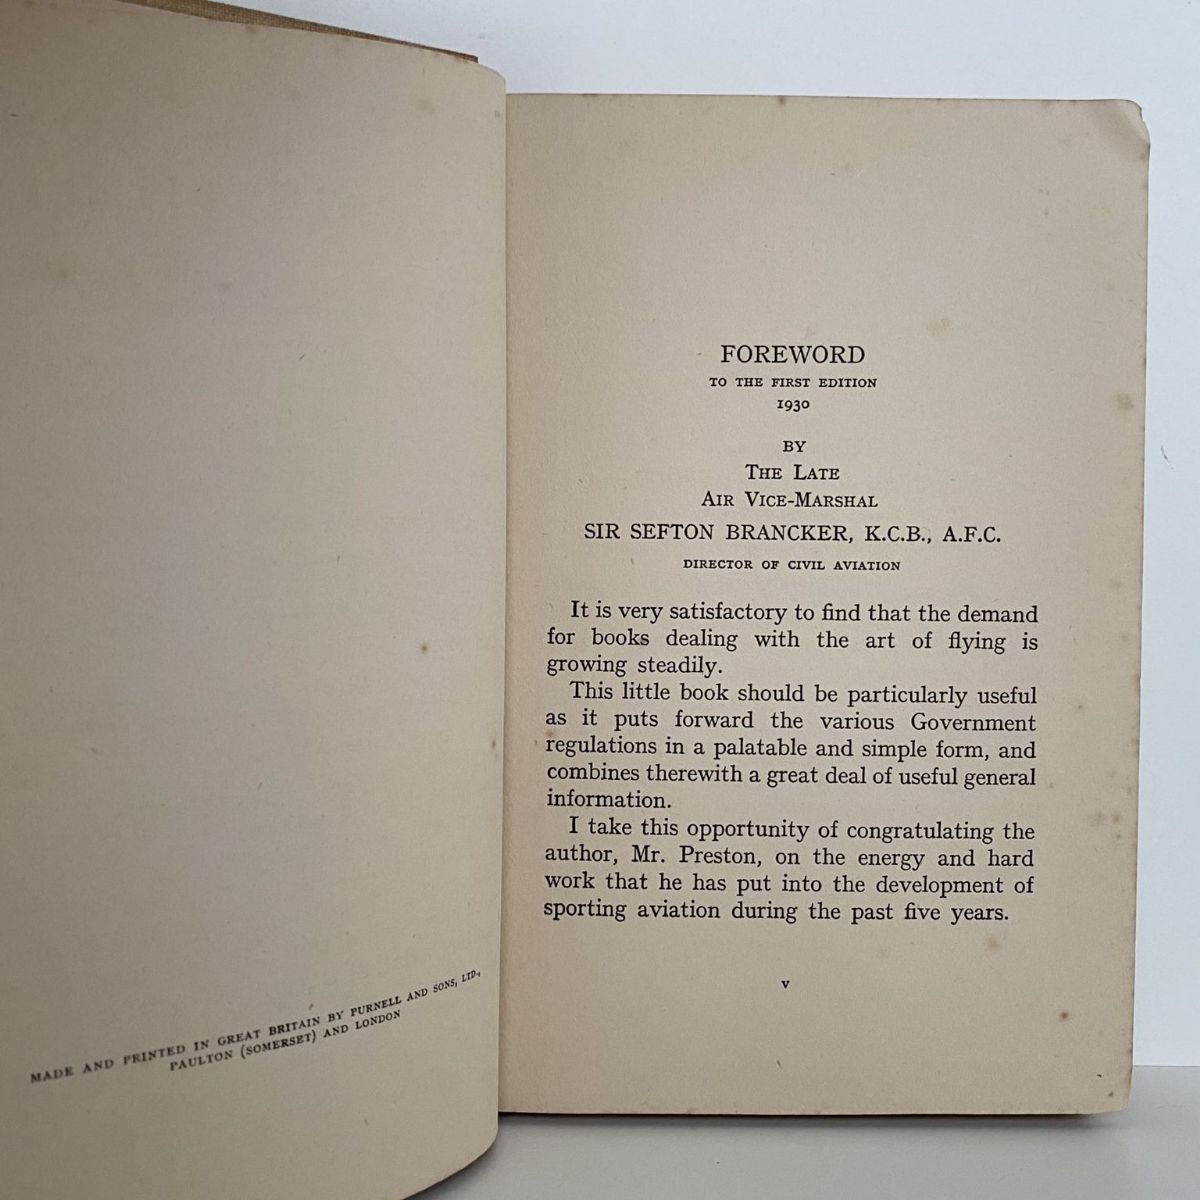 MADE AND PRINTED IN GREAT BRITAIN BY PURNELL AND SONS, LTD.,
PAULTON (SOMERSET) AND LONDON
FOREWORD
TO THE FIRST EDITION
1930
BY
THE LATE
AIR VICE-MARSHAL
SIR SEFTON BRANCKER, K.C.B., A.F.C.
DIRECTOR OF CIVIL AVIATION
It is very satisfactory to find that the demand
for books dealing with the art of flying is
growing steadily.
This little book should be particularly useful
as it puts forward the various Government
regulations in a palatable and simple form, and
combines therewith a great deal of useful general
information.
I take this opportunity of congratulating the
author, Mr. Preston, on the energy and hard
work that he has put into the development of
sporting aviation during the past five years.
v